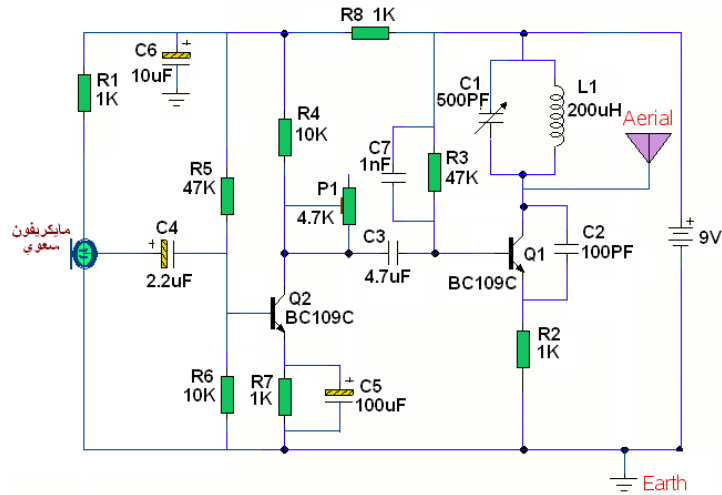 R8 1K
C6
10uF
R1
1K
C1
500PF
L1
200uH
Aerial
R4
10K
C7
1nF
R3
47K
R5
47K
P1
4.7K
مايكريفون
سعوي
C4
2.2uF
C3
4.7uF
Q1
BC109C
C2
100PF
9V
Q2
BC109C
R2
1K
R6
10K
R7
1K
C5
100uF
Earth